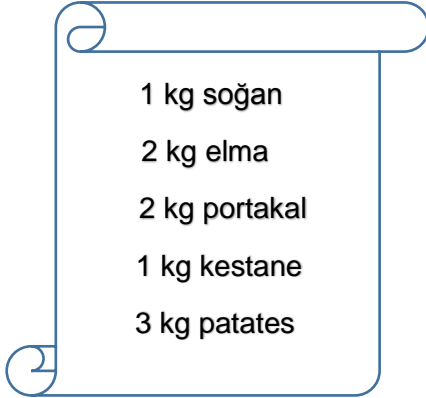 1 kg soğan
2 kg elma
2 kg portakal
1 kg kestane
3 kg patates